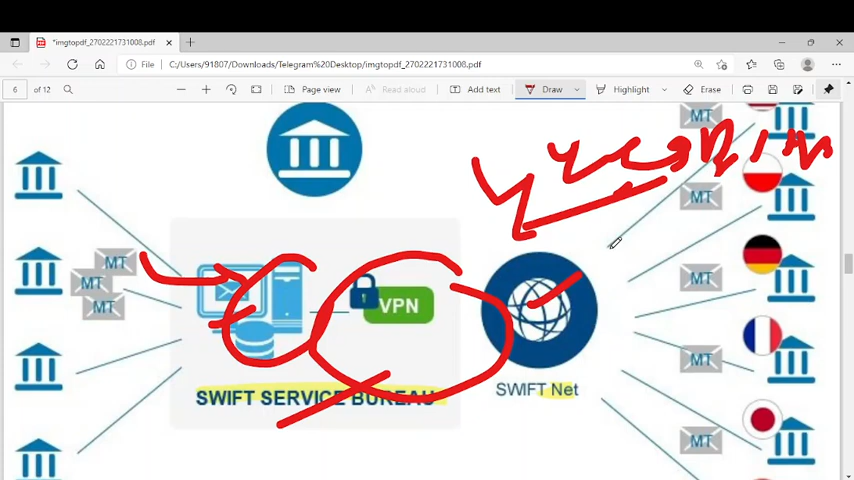 *imgtopdf_2702221731008.pdf
File C:/Users/91807/Downloads/Telegram%20Desktop/imgtopdf_2702221731008.pdf
6 of 12 Page view Read aloud Add text Draw Highlight Erase
MT
MT
MT
MT
MT
MT
VPN
MT
SWIFT SERVICE BUREAU
SWIFT Net
MT
MT